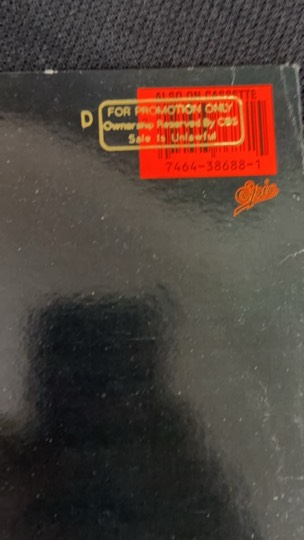 ALSO ON CASSETTE
D
FOR PROMOTION ONLY
Ownership Reserved By CBS
Sale Is Unlawful
7464-38688-1
Epic